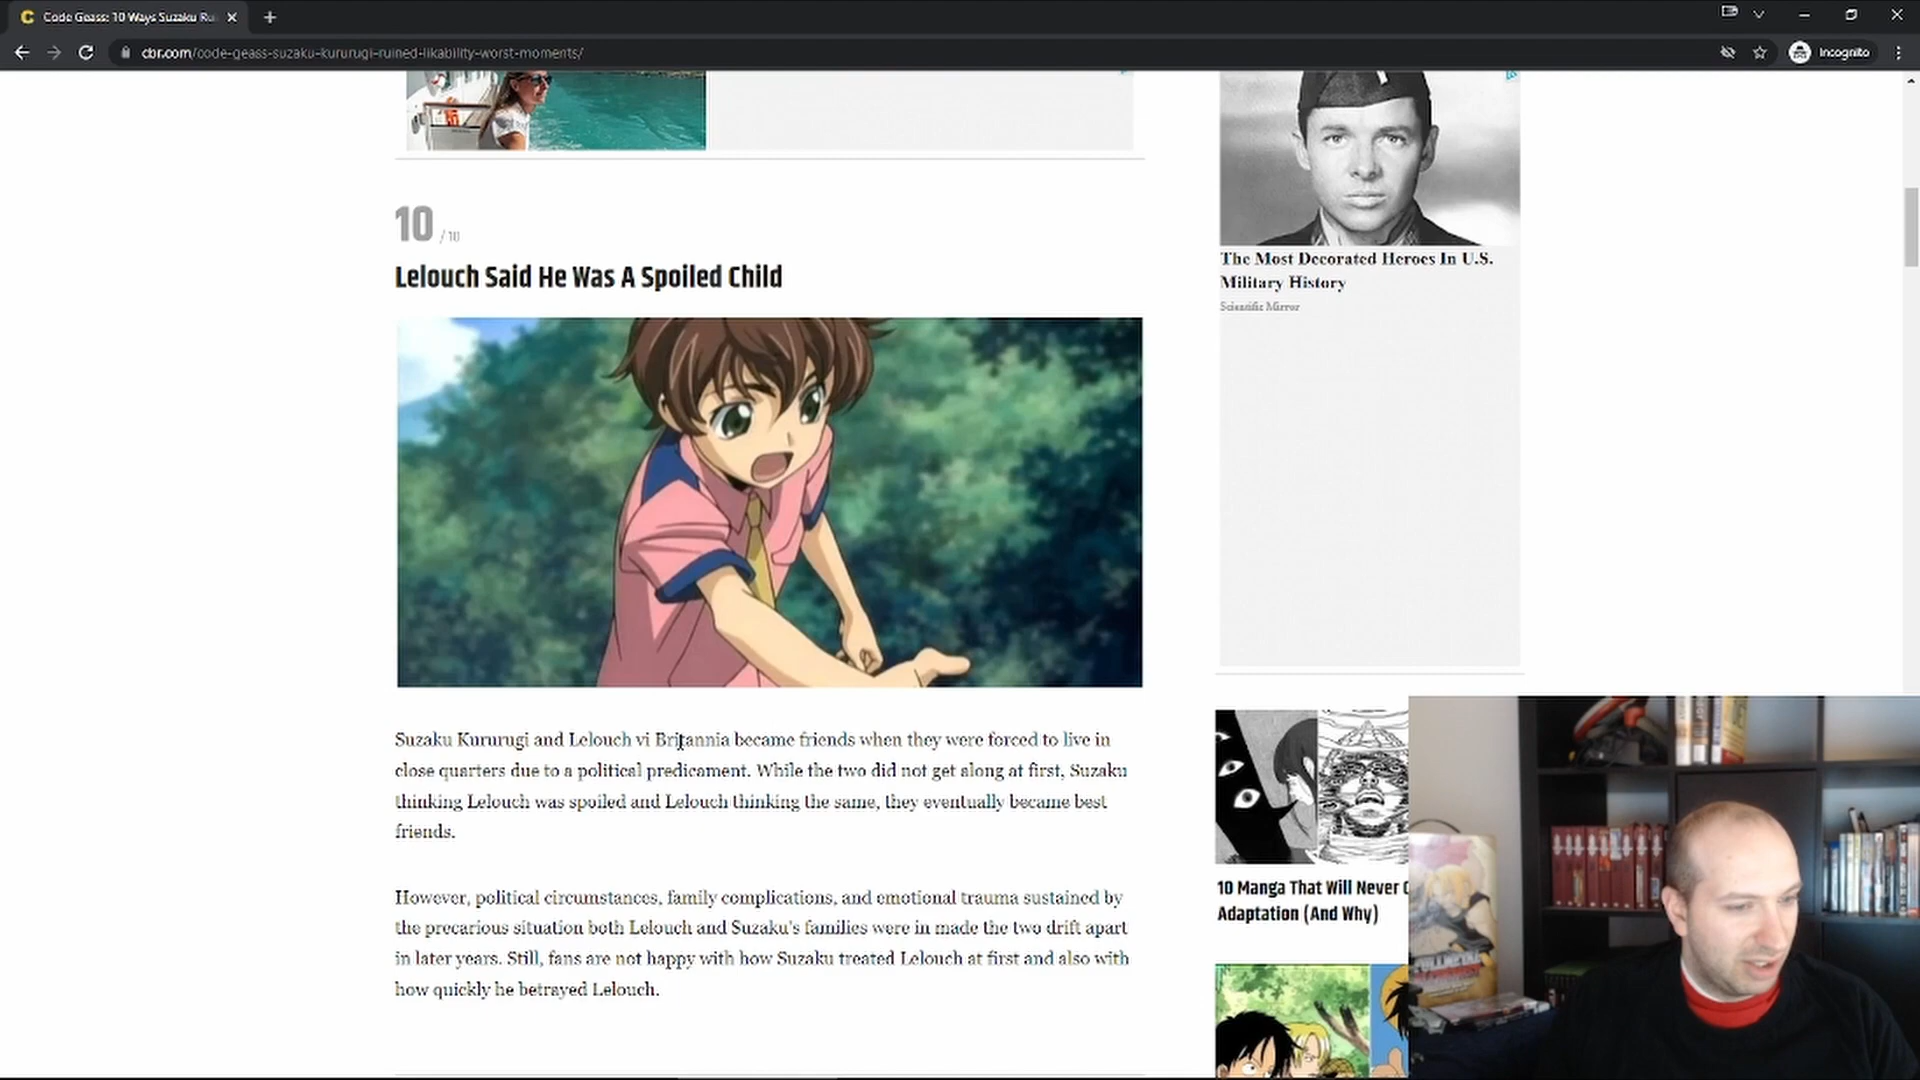 Code Geass: 10 Ways Suzaku Ru
cbr.com/code-geass-suzaku-kururugi-ruined-likability-worst-moments/
Incognito
10 / 10
Lelouch Said He Was A Spoiled Child
Suzaku Kururugi and Lelouch vi Britannia became friends when they were forced to live in
close quarters due to a political predicament. While the two did not get along at first, Suzaku
thinking Lelouch was spoiled and Lelouch thinking the same, they eventually became best
friends.
However, political circumstances, family complications, and emotional trauma sustained by
the precarious situation both Lelouch and Suzaku's families were in made the two drift apart
in later years. Still, fans are not happy with how Suzaku treated Lelouch at first and also with
how quickly he betrayed Lelouch.
The Most Decorated Heroes In U.S.
Military History
Scientific Mirror
10 Manga That Will Never
Adaptation (And Why)